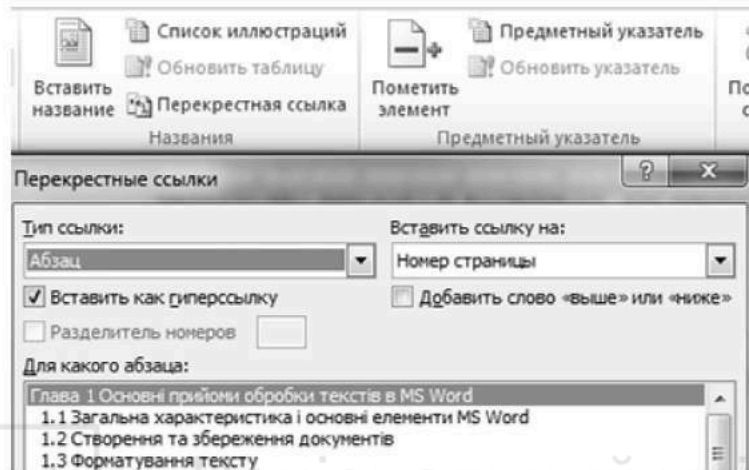 Список иллюстраций
Обновить таблицу
Перекрестная ссылка
Вставить
название
Названия
Пометить
элемент
Предметный указатель
Обновить указатель
Предметный указатель
Перекрестные ссылки
Тип ссылки:
Абзац
Вставить ссылку на:
Номер страницы
Вставить как гиперссылку
Добавить слово «выше» или «ниже»
Разделитель номеров
Для какого абзаца:
Глава 1 Основні прийоми обробки текстів в MS Word
1.1 Загальна характеристика і основні елементи MS Word
1.2 Створення та збереження документів
1.3 Форматування тексту